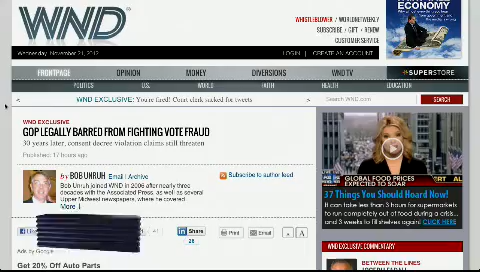 WND
WHISTLEBLOWER / WORLDNETWEEKLY
SUBSCRIBE / GIFT / RENEW
CUSTOMER SERVICE
ECONOMY
Wednesday, November 21, 2012
LOG IN | CREATE AN ACCOUNT
FRONTPAGE OPINION MONEY DIVERSIONS WND TV SUPERSTORE
POLITICS U.S. WORLD FAITH HEALTH EDUCATION
< WND EXCLUSIVE: You're fired! Court clerk sacked for tweets >
Search WND.com SEARCH
WND EXCLUSIVE
GOP LEGALLY BARRED FROM FIGHTING VOTE FRAUD
30 years later, consent decree violation claims still threaten
Published: 17 hours ago
by BOB UNRUH Email | Archive
Subscribe to author feed
Bob Unruh joined WND in 2006 after nearly three
decades with the Associated Press, as well as several
Upper Midwest newspapers, where he covered
More ↓
Share
28
Print
Email
A A
Ads by Google
Get 20% Off Auto Parts
GLOBAL FOOD PRICES
EXPECTED TO SOAR
37 Things You Should Hoard Now!
It can take less than 3 hours for supermarkets
to run completely out of food during a crisis...
and 3 weeks to fill shelves again! CLICK HERE
WND EXCLUSIVE COMMENTARY
BETWEEN THE LINES